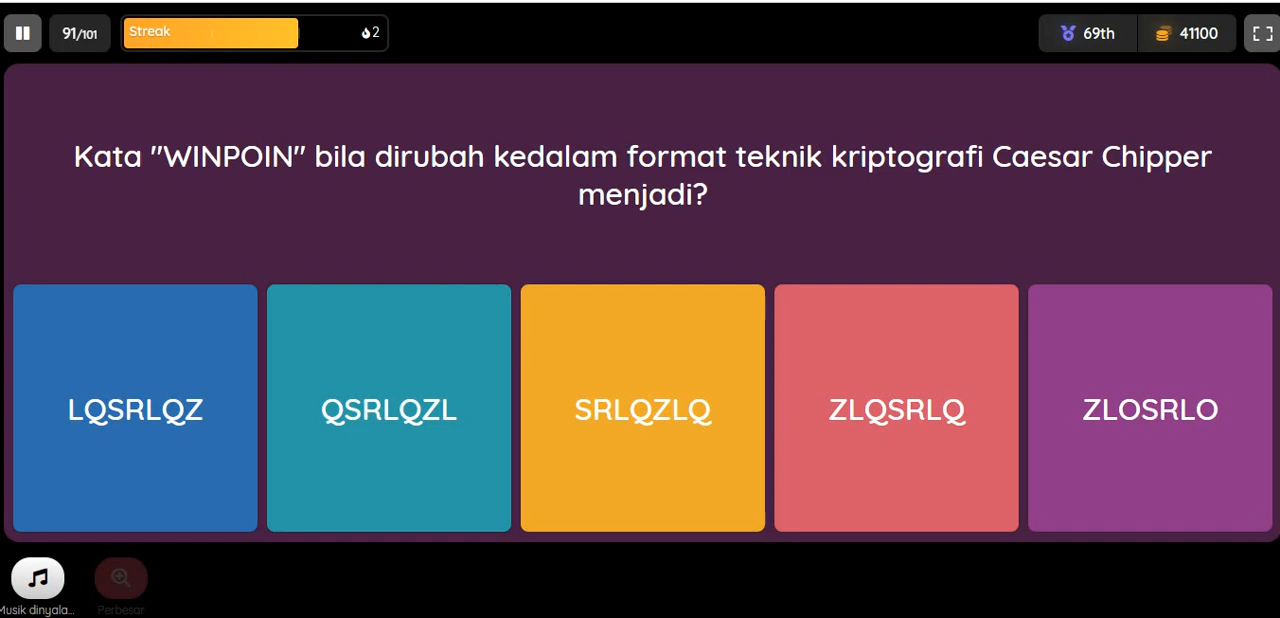 91/101
Streak
2
69th
41100
Kata "WINPOIN" bila dirubah kedalam format teknik kriptografi Caesar Chipper
menjadi?
LQSRLQZ
QSRLQZL
SRLQZLQ
ZLQSRLQ
ZLOSRLO
Musik dinyala...
Perbesar